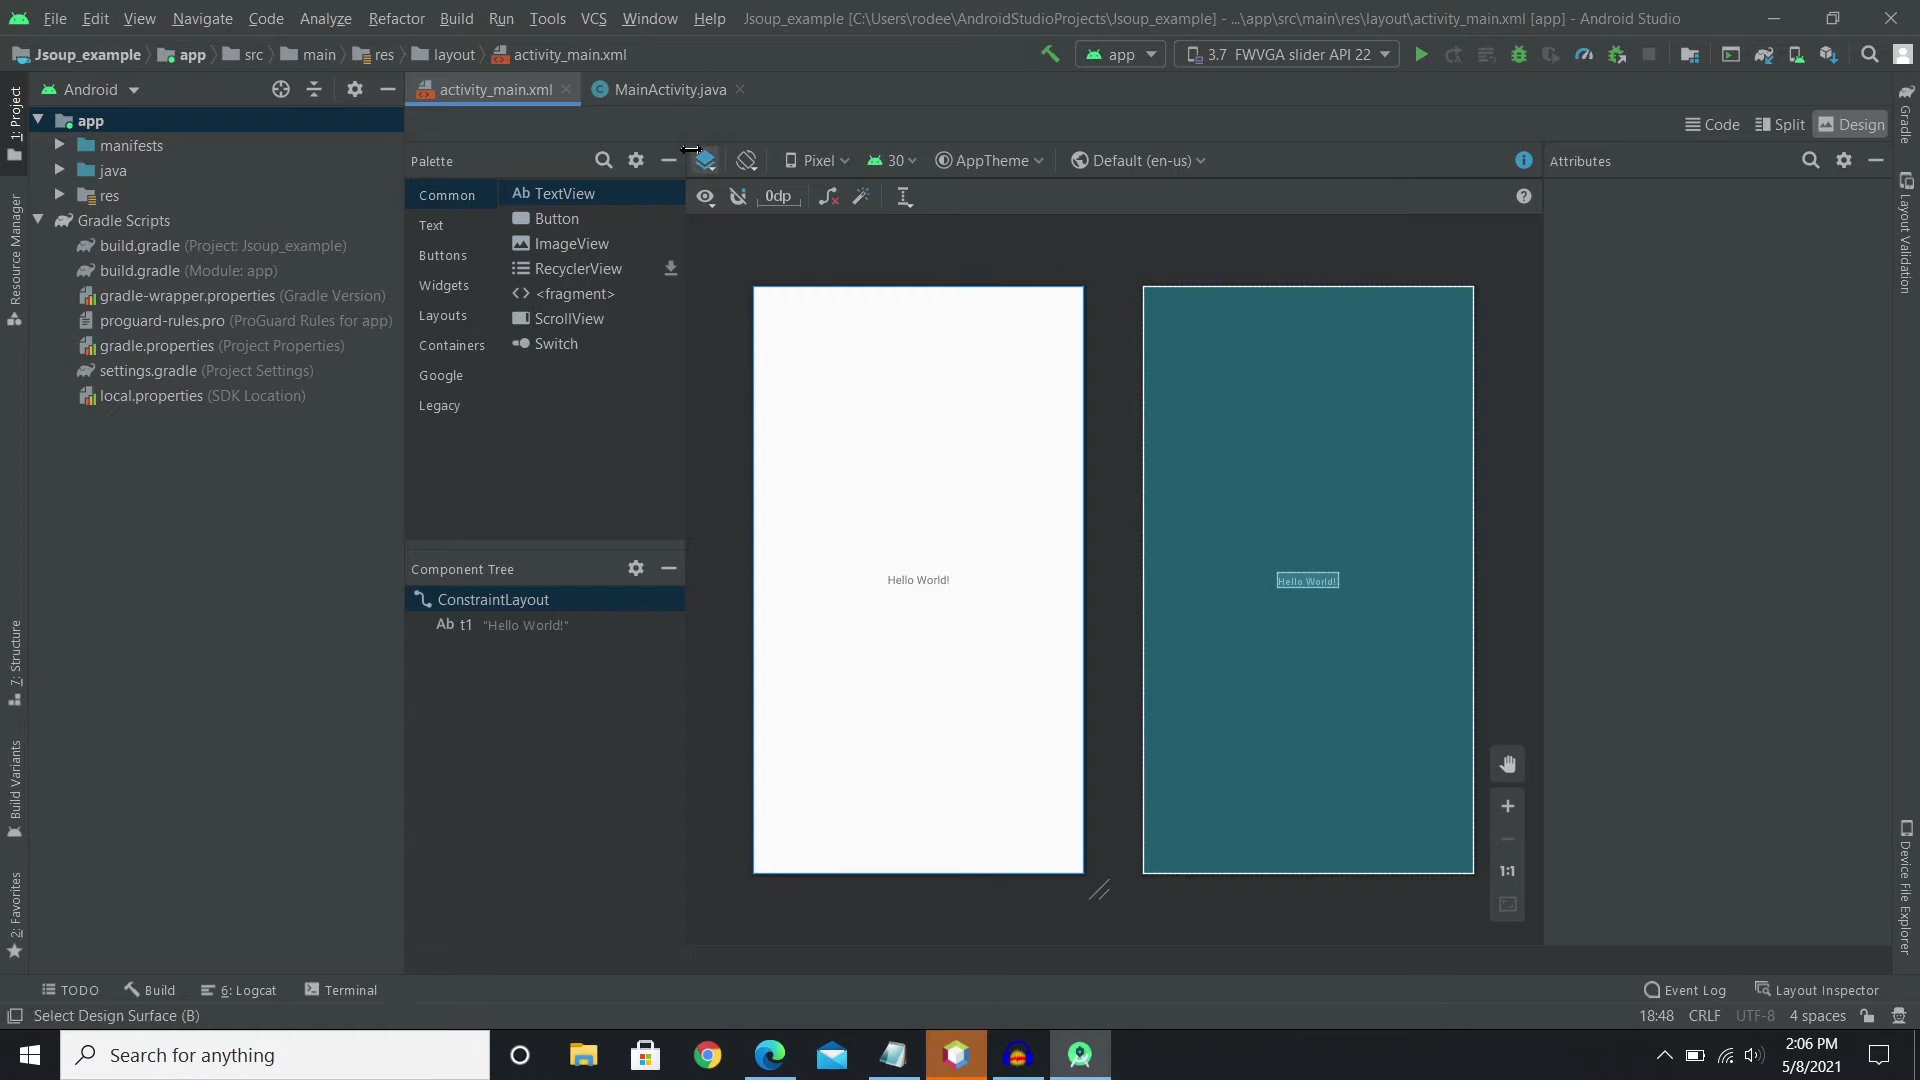 File Edit View Navigate Code Analyze Refactor Build Run Tools VCS Window Help Jsoup_example [C:\Users\rodee\AndroidStudioProjects\Jsoup_example] - ...\app\src\main\res\layout\activity_main.xml [app] - Android Studio
Jsoup_example app src main res layout activity_main.xml app 3.7 FWVGA slider API 22
Android activity_main.xml MainActivity.java
Code Split Design
1: Project
Resource Manager
7: Structure
Build Variants
2: Favorites
app
manifests
java
res
Gradle Scripts
build.gradle (Project: Jsoup_example)
build.gradle (Module: app)
gradle-wrapper.properties (Gradle Version)
proguard-rules.pro (ProGuard Rules for app)
gradle.properties (Project Properties)
settings.gradle (Project Settings)
local.properties (SDK Location)
Palette
Common
Text
Buttons
Widgets
Layouts
Containers
Google
Legacy
Ab TextView
Button
ImageView
RecyclerView
<fragment>
ScrollView
Switch
Component Tree
ConstraintLayout
Ab t1 "Hello World!"
Pixel 30 AppTheme Default (en-us)
0dp
Hello World!
Hello World!
1:1
Attributes
Gradle
Layout Validation
Device File Explorer
TODO Build 6: Logcat Terminal Event Log Layout Inspector
Select Design Surface (B) 18:48 CRLF UTF-8 4 spaces
Search for anything
2:06 PM
5/8/2021